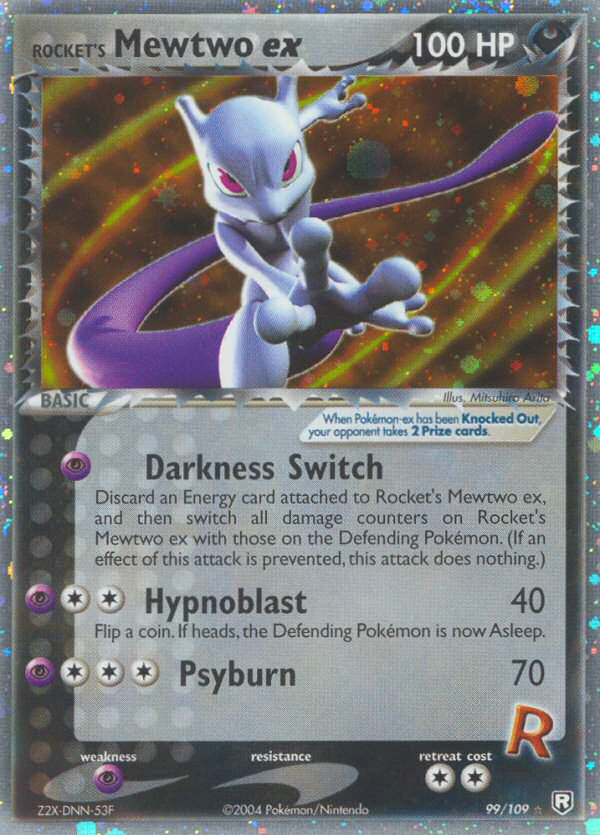 ROCKET'S Mewtwo ex 100 HP
BASIC
Illus. Mitsuhiro Arita
When Pokémon-ex has been Knocked Out,
your opponent takes 2 Prize cards.
Darkness Switch
Discard an Energy card attached to Rocket's Mewtwo ex,
and then switch all damage counters on Rocket's
Mewtwo ex with those on the Defending Pokémon. (If an
effect of this attack is prevented, this attack does nothing.)
Hypnoblast 40
Flip a coin. If heads, the Defending Pokémon is now Asleep.
Psyburn 70
R
weakness resistance retreat cost
Z2X-DNN-53F ©2004 Pokémon/Nintendo 99/109 R